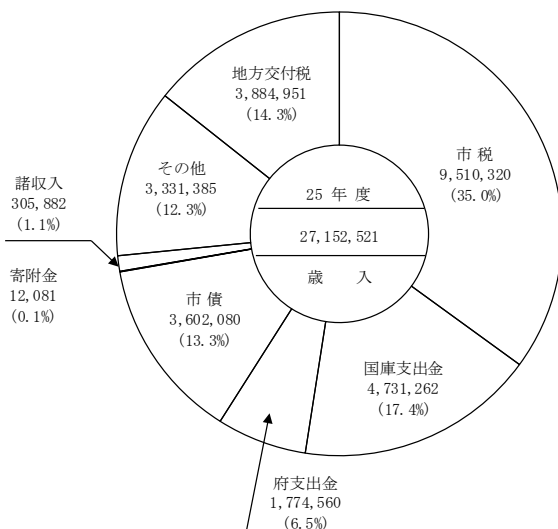 地方交付税
3,884,951
(14.3%)
市 税
9,510,320
(35.0%)
その他
3,331,385
(12.3%)
諸収入
305,882
(1.1%)
25 年 度
27,152,521
歳 入
寄附金
12,081
(0.1%)
市 債
3,602,080
(13.3%)
国庫支出金
4,731,262
(17.4%)
府支出金
1,774,560
(6.5%)